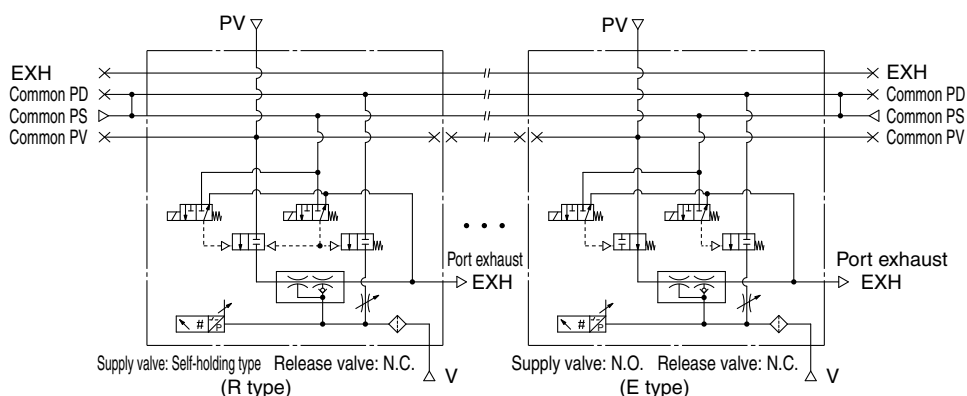 PV
PV
EXH
Common PD
Common PS
Common PV
EXH
Common PD
Common PS
Common PV
Port exhaust
EXH
Port exhaust
EXH
# P
# P
Supply valve: Self-holding type Release valve: N.C.
(R type)
V
Supply valve: N.O. Release valve: N.C.
(E type)
V